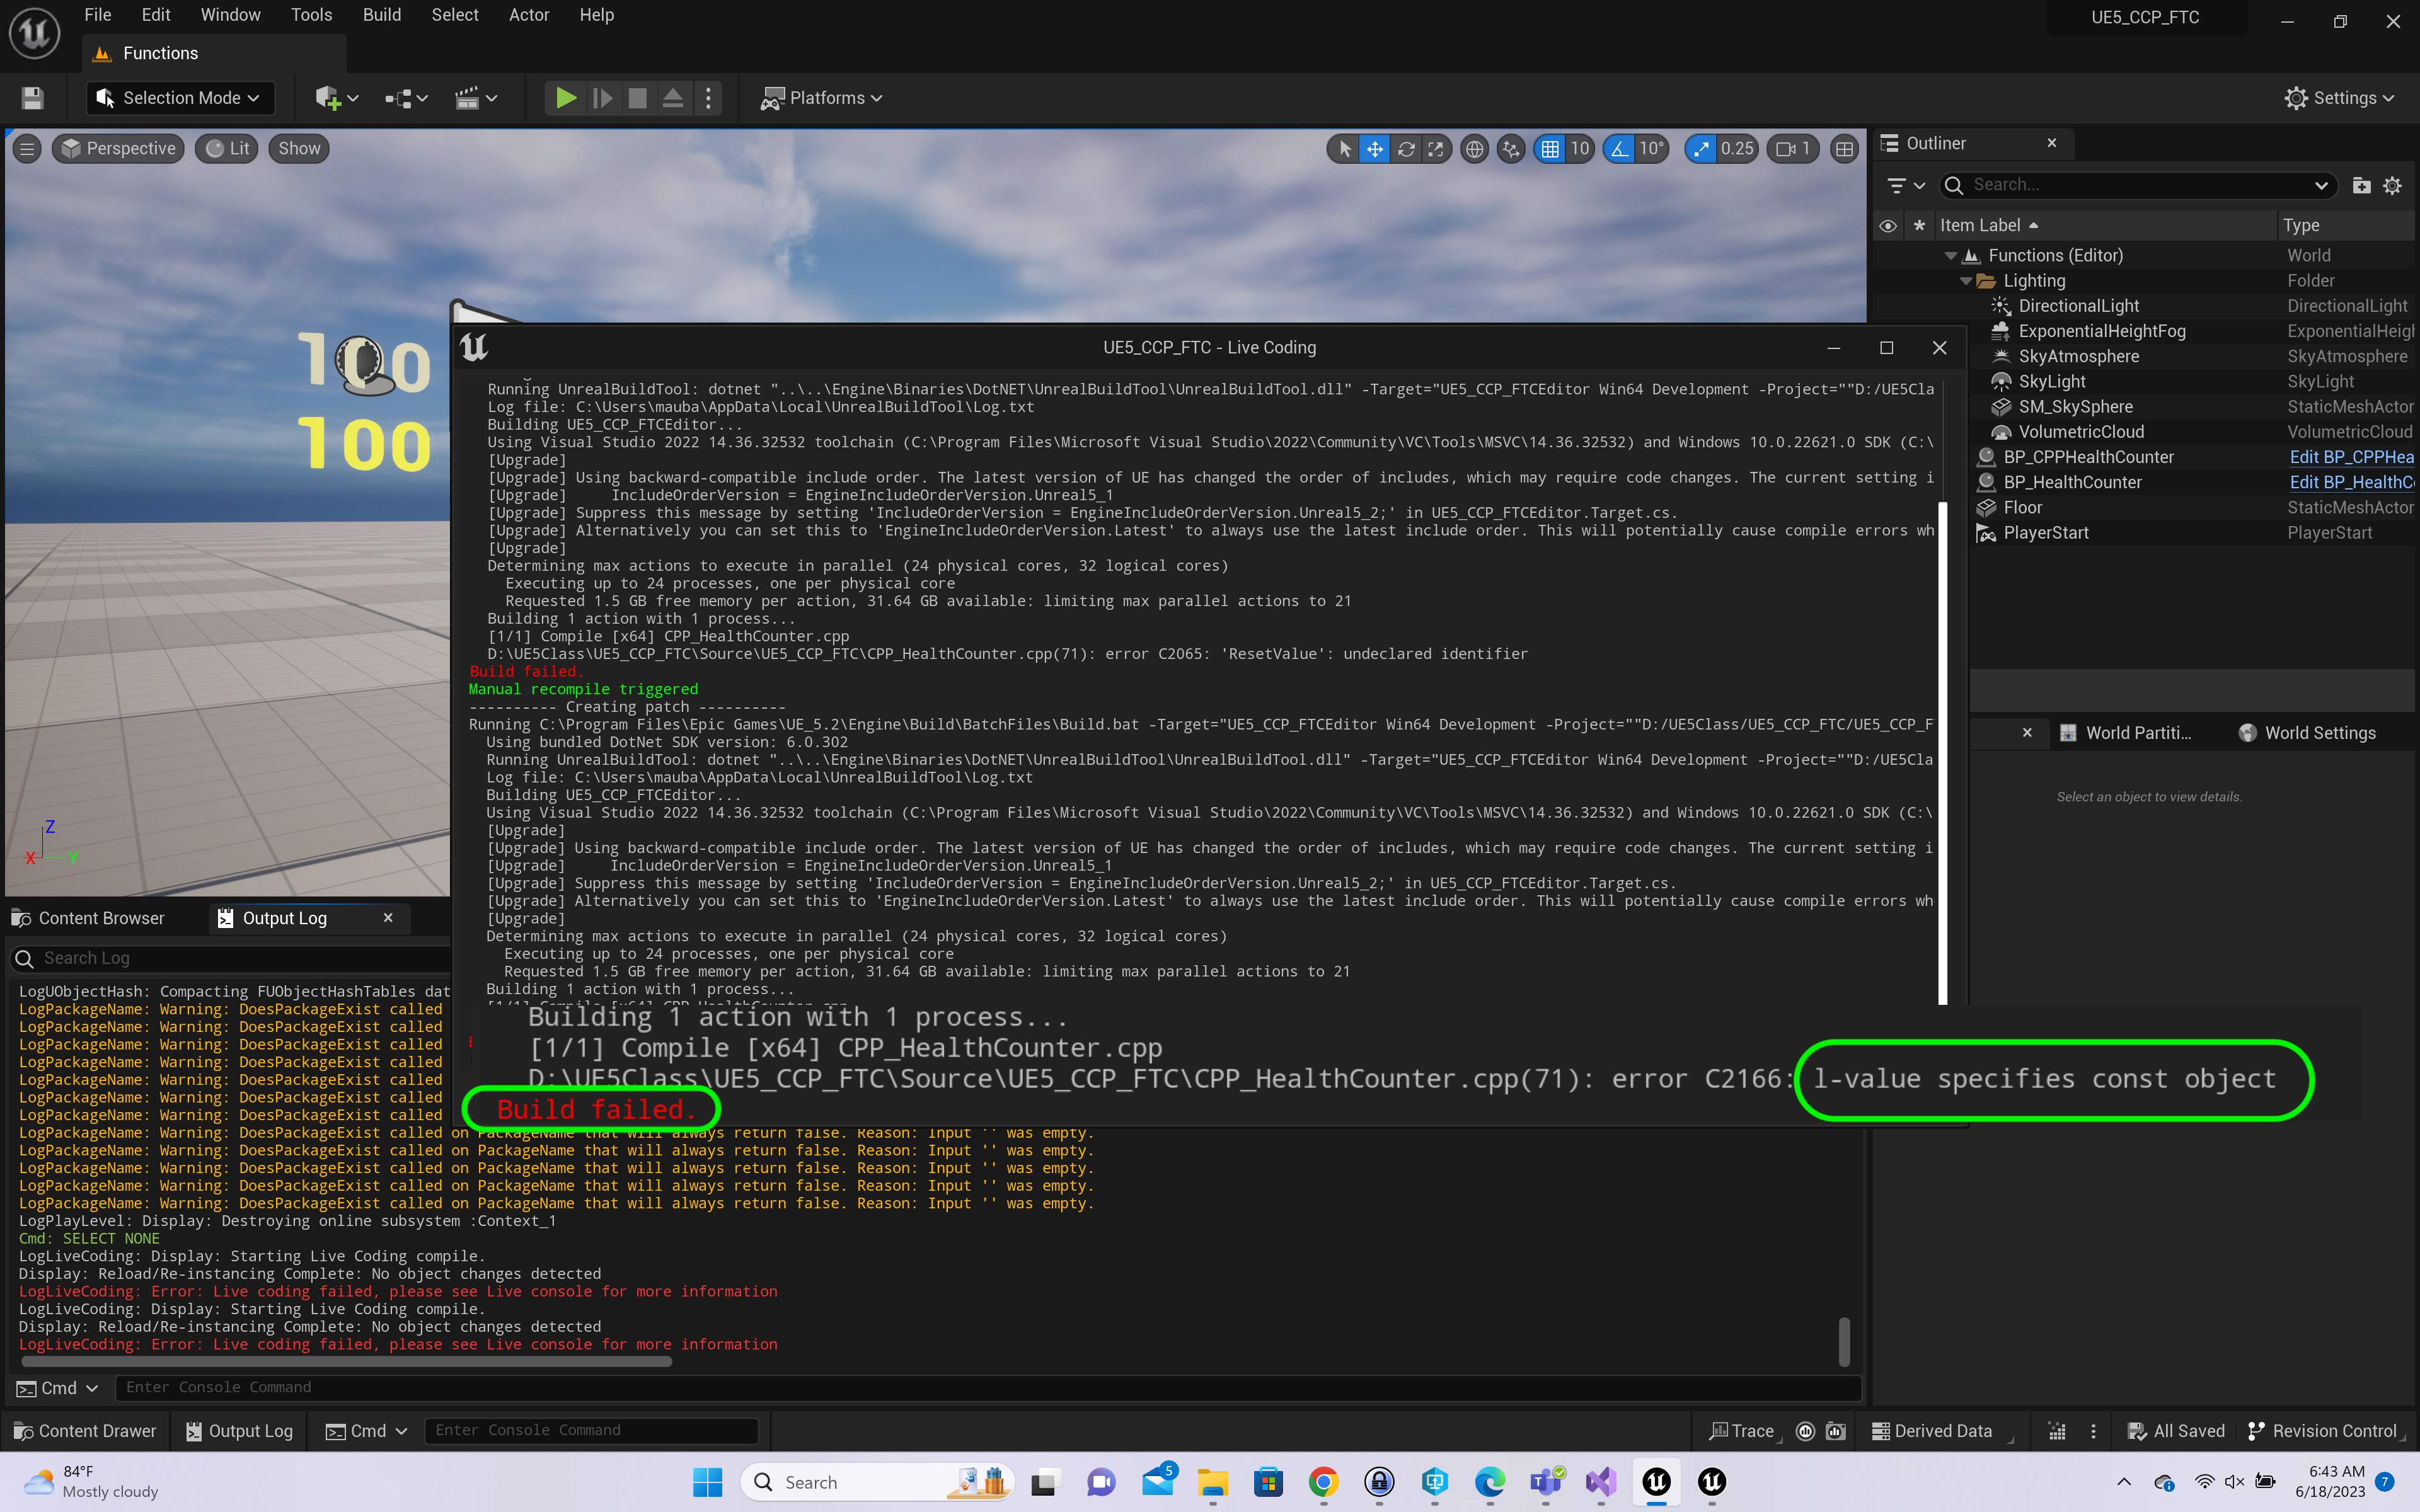 File Edit Window Tools Build Select Actor Help
UE5_CCP_FTC
Functions
Selection Mode
Platforms
Settings
Perspective Lit Show
10 10° 0.25 1
Outliner
Search...
Item Label Type
Functions (Editor) World
Lighting Folder
DirectionalLight DirectionalLight
ExponentialHeightFog ExponentialHeigh
SkyAtmosphere SkyAtmosphere
SkyLight SkyLight
SM_SkySphere StaticMeshActor
VolumetricCloud VolumetricCloud
BP_CPPHealthCounter Edit BP_CPPHea
BP_HealthCounter Edit BP_HealthCo
Floor StaticMeshActor
PlayerStart PlayerStart
100
100
Z
X Y
UE5_CCP_FTC - Live Coding
Running UnrealBuildTool: dotnet "..\..\Engine\Binaries\DotNET\UnrealBuildTool\UnrealBuildTool.dll" -Target="UE5_CCP_FTCEditor Win64 Development -Project=""D:/UE5Cla
Log file: C:\Users\mauba\AppData\Local\UnrealBuildTool\Log.txt
Building UE5_CCP_FTCEditor...
Using Visual Studio 2022 14.36.32532 toolchain (C:\Program Files\Microsoft Visual Studio\2022\Community\VC\Tools\MSVC\14.36.32532) and Windows 10.0.22621.0 SDK (C:\
[Upgrade]
[Upgrade] Using backward-compatible include order. The latest version of UE has changed the order of includes, which may require code changes. The current setting i
[Upgrade]     IncludeOrderVersion = EngineIncludeOrderVersion.Unreal5_1
[Upgrade] Suppress this message by setting 'IncludeOrderVersion = EngineIncludeOrderVersion.Unreal5_2;' in UE5_CCP_FTCEditor.Target.cs.
[Upgrade] Alternatively you can set this to 'EngineIncludeOrderVersion.Latest' to always use the latest include order. This will potentially cause compile errors wh
[Upgrade]
Determining max actions to execute in parallel (24 physical cores, 32 logical cores)
Executing up to 24 processes, one per physical core
Requested 1.5 GB free memory per action, 31.64 GB available: limiting max parallel actions to 21
Building 1 action with 1 process...
[1/1] Compile [x64] CPP_HealthCounter.cpp
D:\UE5Class\UE5_CCP_FTC\Source\UE5_CCP_FTC\CPP_HealthCounter.cpp(71): error C2065: 'ResetValue': undeclared identifier
Build failed.
Manual recompile triggered
---------- Creating patch ----------
Running C:\Program Files\Epic Games\UE_5.2\Engine\Build\BatchFiles\Build.bat -Target="UE5_CCP_FTCEditor Win64 Development -Project=""D:/UE5Class/UE5_CCP_FTC/UE5_CCP_F
Using bundled DotNet SDK version: 6.0.302
Running UnrealBuildTool: dotnet "..\..\Engine\Binaries\DotNET\UnrealBuildTool\UnrealBuildTool.dll" -Target="UE5_CCP_FTCEditor Win64 Development -Project=""D:/UE5Cla
Log file: C:\Users\mauba\AppData\Local\UnrealBuildTool\Log.txt
Building UE5_CCP_FTCEditor...
Using Visual Studio 2022 14.36.32532 toolchain (C:\Program Files\Microsoft Visual Studio\2022\Community\VC\Tools\MSVC\14.36.32532) and Windows 10.0.22621.0 SDK (C:\
[Upgrade]
[Upgrade] Using backward-compatible include order. The latest version of UE has changed the order of includes, which may require code changes. The current setting i
[Upgrade]     IncludeOrderVersion = EngineIncludeOrderVersion.Unreal5_1
[Upgrade] Suppress this message by setting 'IncludeOrderVersion = EngineIncludeOrderVersion.Unreal5_2;' in UE5_CCP_FTCEditor.Target.cs.
[Upgrade] Alternatively you can set this to 'EngineIncludeOrderVersion.Latest' to always use the latest include order. This will potentially cause compile errors wh
[Upgrade]
Determining max actions to execute in parallel (24 physical cores, 32 logical cores)
Executing up to 24 processes, one per physical core
Requested 1.5 GB free memory per action, 31.64 GB available: limiting max parallel actions to 21
Building 1 action with 1 process...
Building 1 action with 1 process...
[1/1] Compile [x64] CPP_HealthCounter.cpp
D:\UE5Class\UE5_CCP_FTC\Source\UE5_CCP_FTC\CPP_HealthCounter.cpp(71): error C2166: l-value specifies const object
Build failed.
World Partiti... World Settings
Select an object to view details.
Content Browser Output Log
Search Log
LogUObjectHash: Compacting FUObjectHashTables dat
LogPackageName: Warning: DoesPackageExist called
LogPackageName: Warning: DoesPackageExist called
LogPackageName: Warning: DoesPackageExist called
LogPackageName: Warning: DoesPackageExist called
LogPackageName: Warning: DoesPackageExist called
LogPackageName: Warning: DoesPackageExist called
LogPackageName: Warning: DoesPackageExist called
LogPackageName: Warning: DoesPackageExist called on PackageName that will always return false. Reason: Input '' was empty.
LogPackageName: Warning: DoesPackageExist called on PackageName that will always return false. Reason: Input '' was empty.
LogPackageName: Warning: DoesPackageExist called on PackageName that will always return false. Reason: Input '' was empty.
LogPackageName: Warning: DoesPackageExist called on PackageName that will always return false. Reason: Input '' was empty.
LogPackageName: Warning: DoesPackageExist called on PackageName that will always return false. Reason: Input '' was empty.
LogPlayLevel: Display: Destroying online subsystem :Context_1
Cmd: SELECT NONE
LogLiveCoding: Display: Starting Live Coding compile.
Display: Reload/Re-instancing Complete: No object changes detected
LogLiveCoding: Error: Live coding failed, please see Live console for more information
LogLiveCoding: Display: Starting Live Coding compile.
Display: Reload/Re-instancing Complete: No object changes detected
LogLiveCoding: Error: Live coding failed, please see Live console for more information
Cmd Enter Console Command
Content Drawer Output Log Cmd Enter Console Command Trace Derived Data All Saved Revision Control
84°F
Mostly cloudy
Search
5
6:43 AM
6/18/2023
7